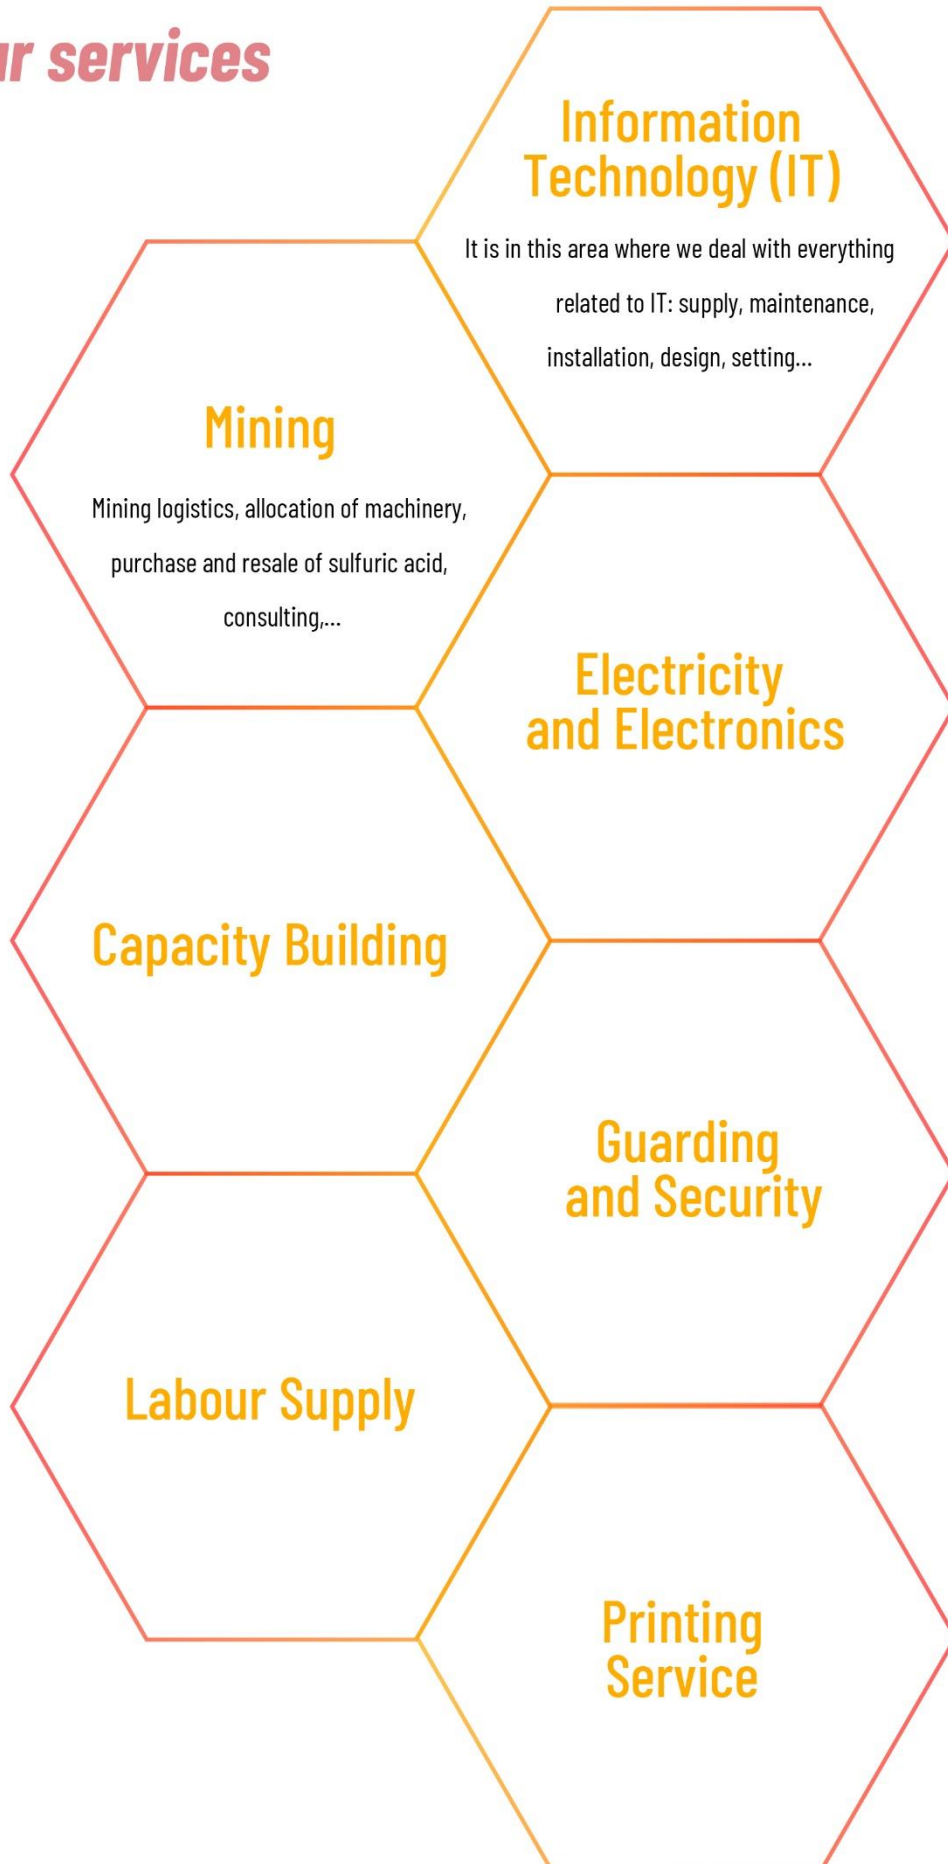 services
Information
Technology (IT)
It is in this area where we deal with everything
related to IT: supply, maintenance,
installation, design, setting...
Mining
Mining logistics, allocation of machinery,
purchase and resale of sulfuric acid,
consulting,...
Electricity
and Electronics
Capacity Building
Guarding
and Security
Labour Supply
Printing
Service